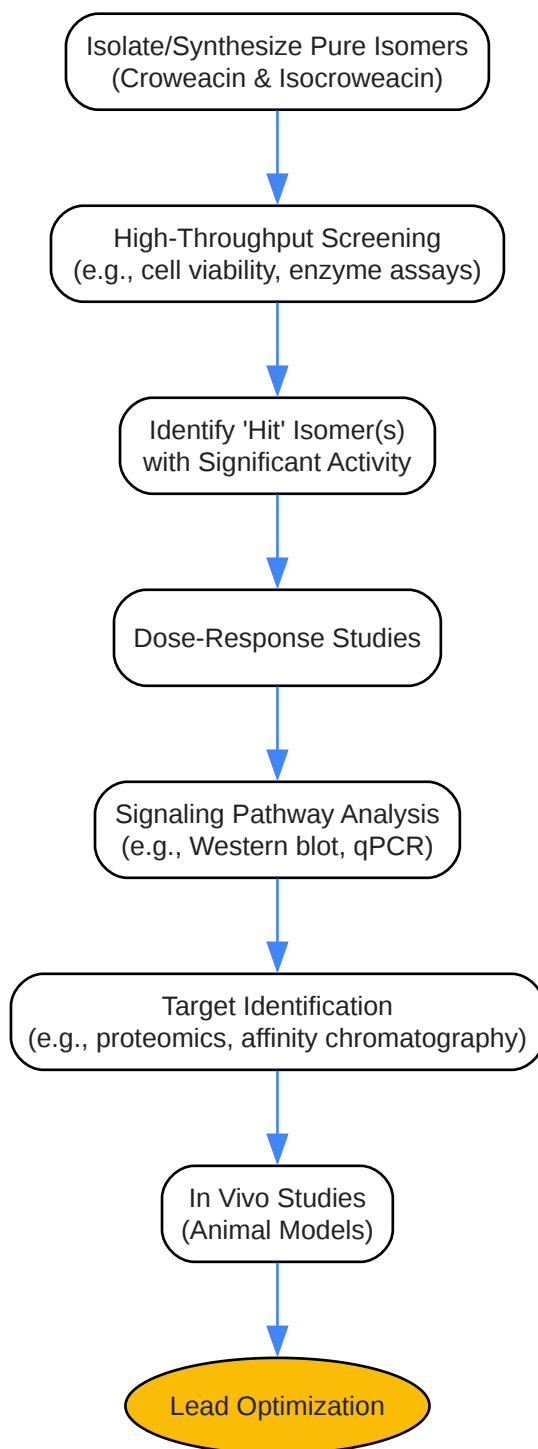 Isolate/Synthesize Pure Isomers
(Croweacin & Isocroweacin)
High-Throughput Screening
(e.g., cell viability, enzyme assays)
Identify 'Hit' Isomer(s)
with Significant Activity
Dose-Response Studies
Signaling Pathway Analysis
(e.g., Western blot, qPCR)
Target Identification
(e.g., proteomics, affinity chromatography)
In Vivo Studies
(Animal Models)
Lead Optimization